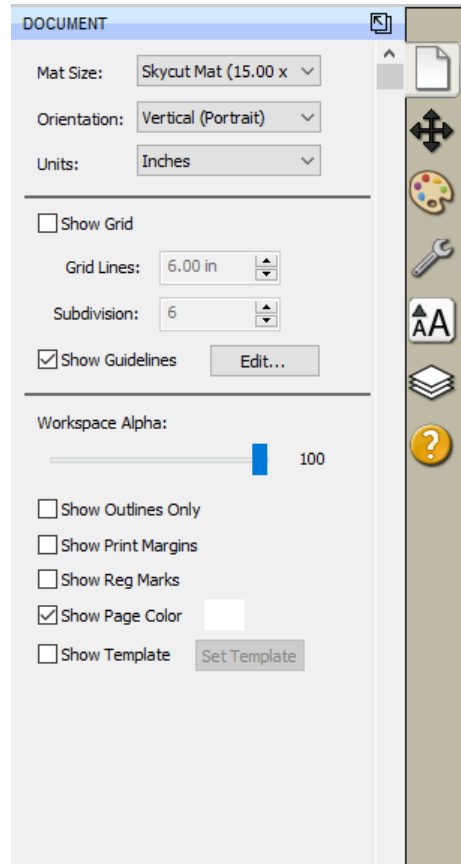 DOCUMENT
Mat Size: Skycut Mat (15.00 x
Orientation: Vertical (Portrait)
Units: Inches
Show Grid
Grid Lines: 6.00 in
Subdivision: 6
Show Guidelines Edit...
Workspace Alpha:
100
Show Outlines Only
Show Print Margins
Show Reg Marks
Show Page Color
Show Template Set Template
AA
?